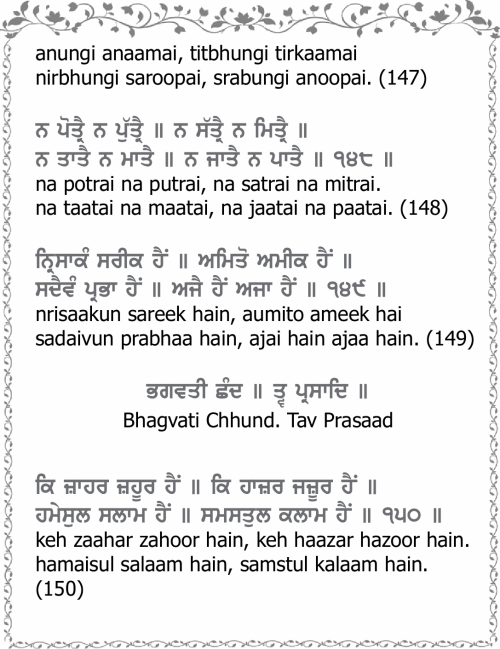 anungi anaamai, titbhungi tirkaamai
nirbhungi saroopai, srabungi anoopai. (147)
ਨ ਪੋਤ੍ਰੈ ਨ ਪੁੱਤ੍ਰੈ ॥ ਨ ਸੱਤ੍ਰੈ ਨ ਮਿਤ੍ਰੈ ॥
ਨ ਤਾਤੈ ਨ ਮਾਤੈ ॥ ਨ ਜਾਤੈ ਨ ਪਾਤੈ ॥ ੧੪੮ ॥
na potrai na putrai, na satrai na mitrai.
na taatai na maatai, na jaatai na paatai. (148)
ਨ੍ਰਿਸਾਕੰ ਸਰੀਕ ਹੈਂ ॥ ਅਮਿਤੋ ਅਮੀਕ ਹੈਂ ॥
ਸਦੈਵੰ ਪ੍ਰਭਾ ਹੈਂ ॥ ਅਜੈ ਹੈਂ ਅਜਾ ਹੈਂ ॥ ੧੪੯ ॥
nrisaakun sareek hain, aumito ameek hai
sadaivun prabhaa hain, ajai hain ajaa hain. (149)
ਭਗਵਤੀ ਛੰਦ ॥ ਤ੍ਵ ਪ੍ਰਸਾਦਿ ॥
Bhagvati Chhund. Tav Prasaad
ਕਿ ਜ਼ਾਹਰ ਜ਼ਹੂਰ ਹੈਂ ॥ ਕਿ ਹਾਜ਼ਰ ਜਜ਼ੂਰ ਹੈਂ ॥
ਹਮੇਸੁਲ ਸਲਾਮ ਹੈਂ ॥ ਸਮਸਤੁਲ ਕਲਾਮ ਹੈਂ ॥ ੧੫੦ ॥
keh zaahar zahoor hain, keh haazar hazoor hain.
hamaisul salaam hain, samstul kalaam hain.
(150)